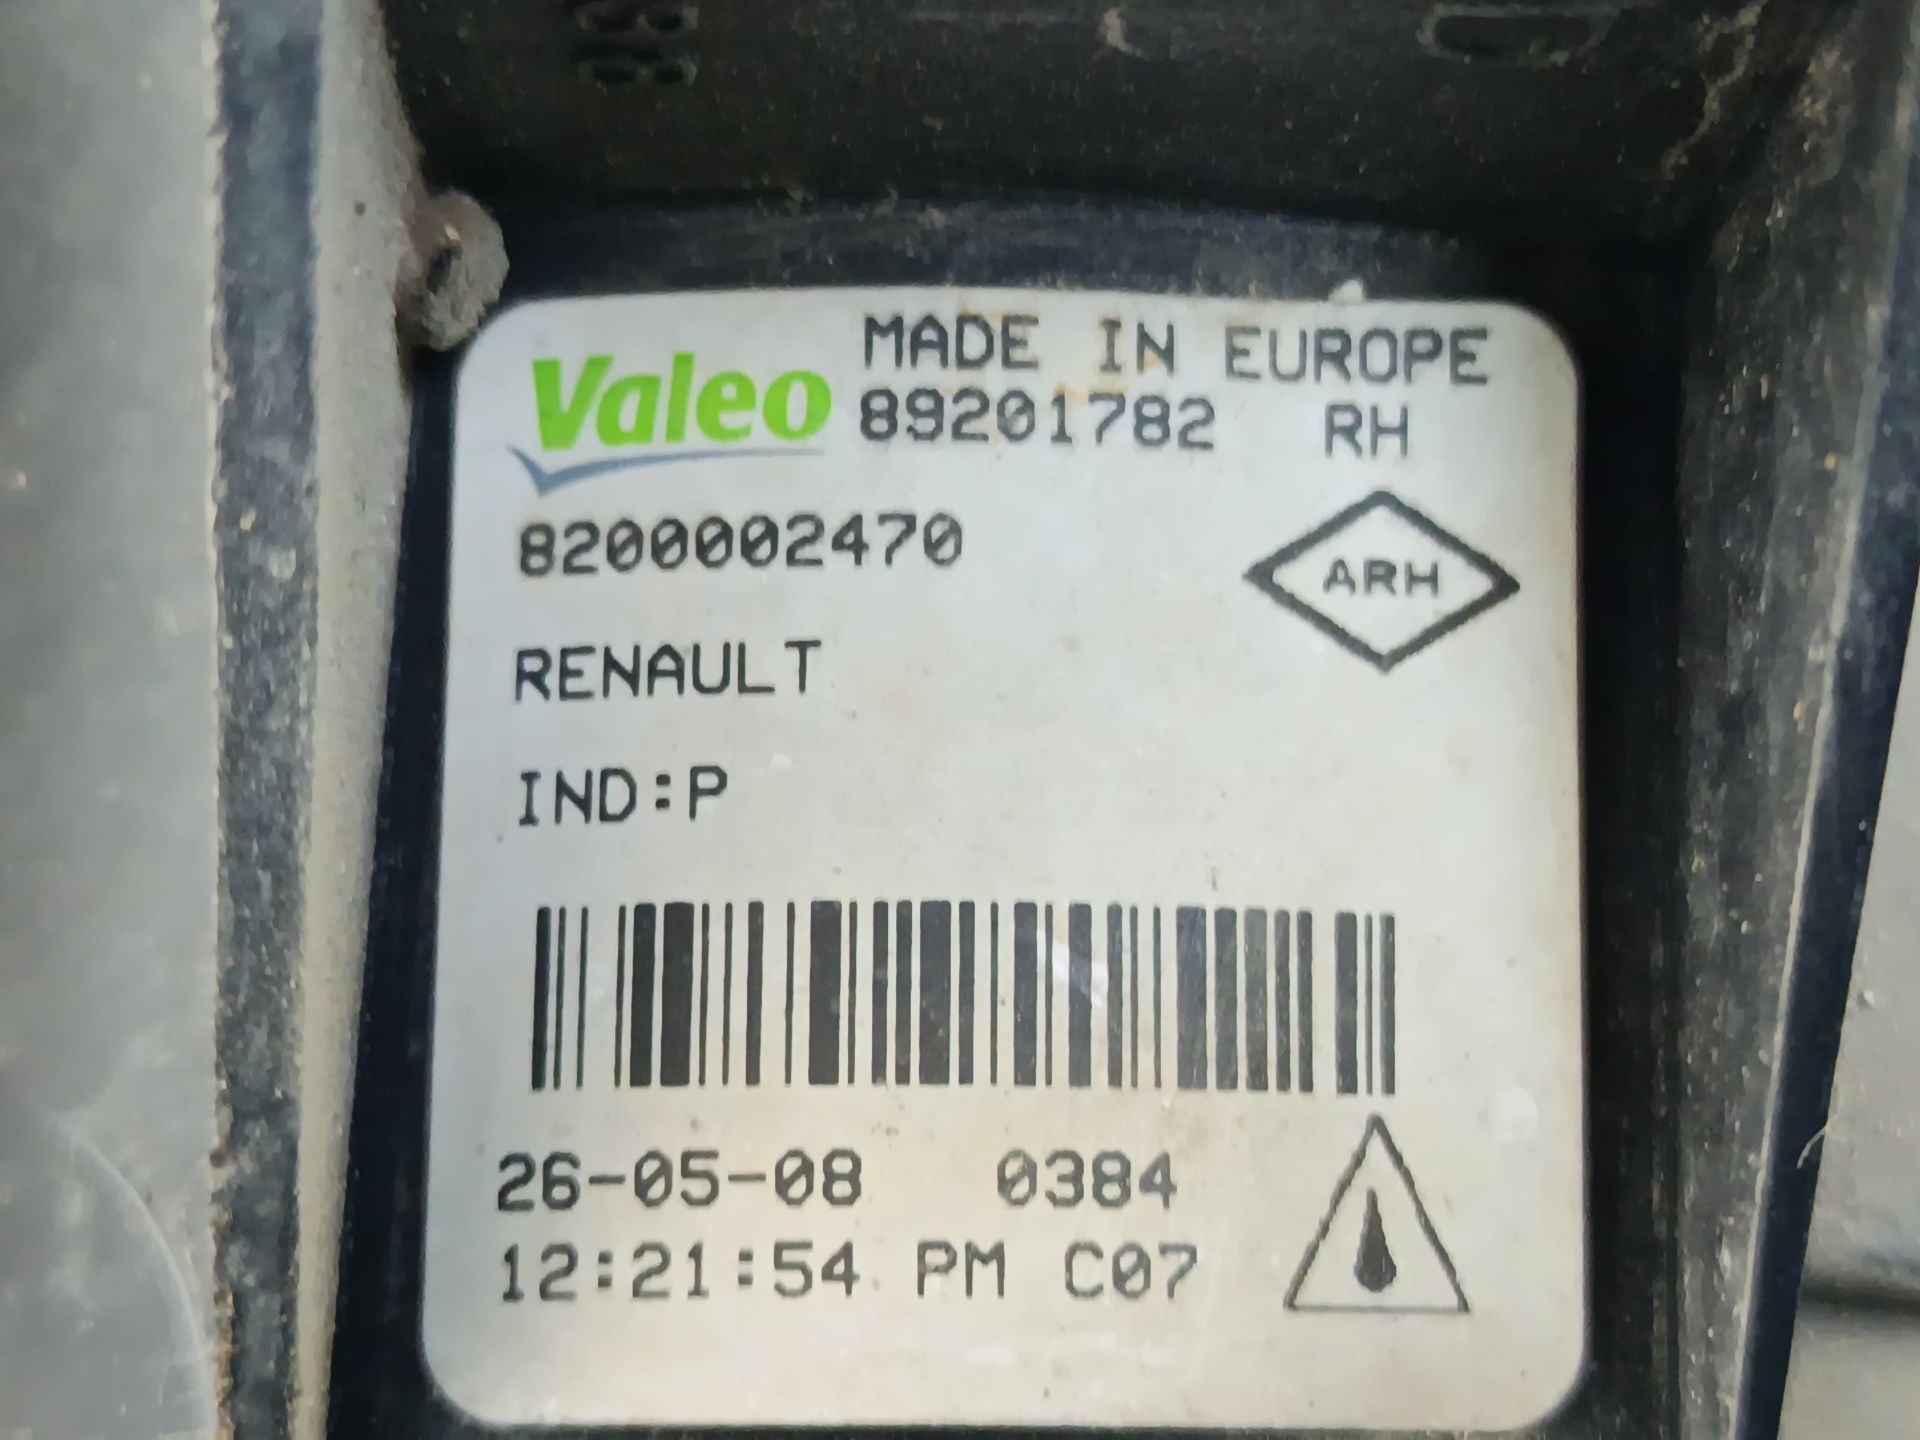 Valeo MADE IN EUROPE
89201782 RH
8200002470
ARH
RENAULT
IND:P
26-05-08 0384
12:21:54 PM C07